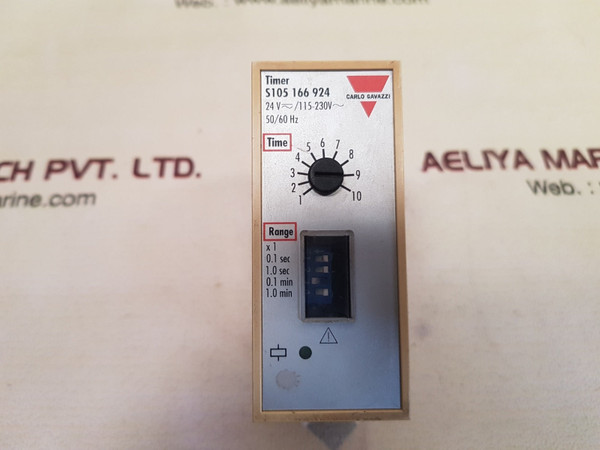 Timer
S105 166 924
24 V≂/115-230V~
50/60 Hz
CARLO GAVAZZI
Time
1
2
3
4
5
6
7
8
9
10
Range
x 1
0.1 sec
1.0 sec
0.1 min
1.0 min
CH PVT. LTD.
rine.com
AELIYA MAR
Web. :